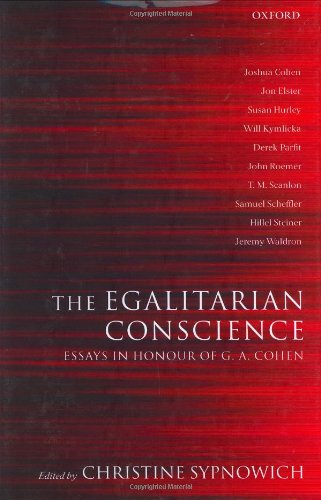 OXFORD
Joshua Cohen
Jon Elster
Susan Hurley
Will Kymlicka
Derek Parfit
John Roemer
T. M. Scanlon
Samuel Scheffler
Hillel Steiner
Jeremy Waldron
THE EGALITARIAN
CONSCIENCE
ESSAYS IN HONOUR OF G. A. COHEN
Edited by CHRISTINE SYPNOWICH